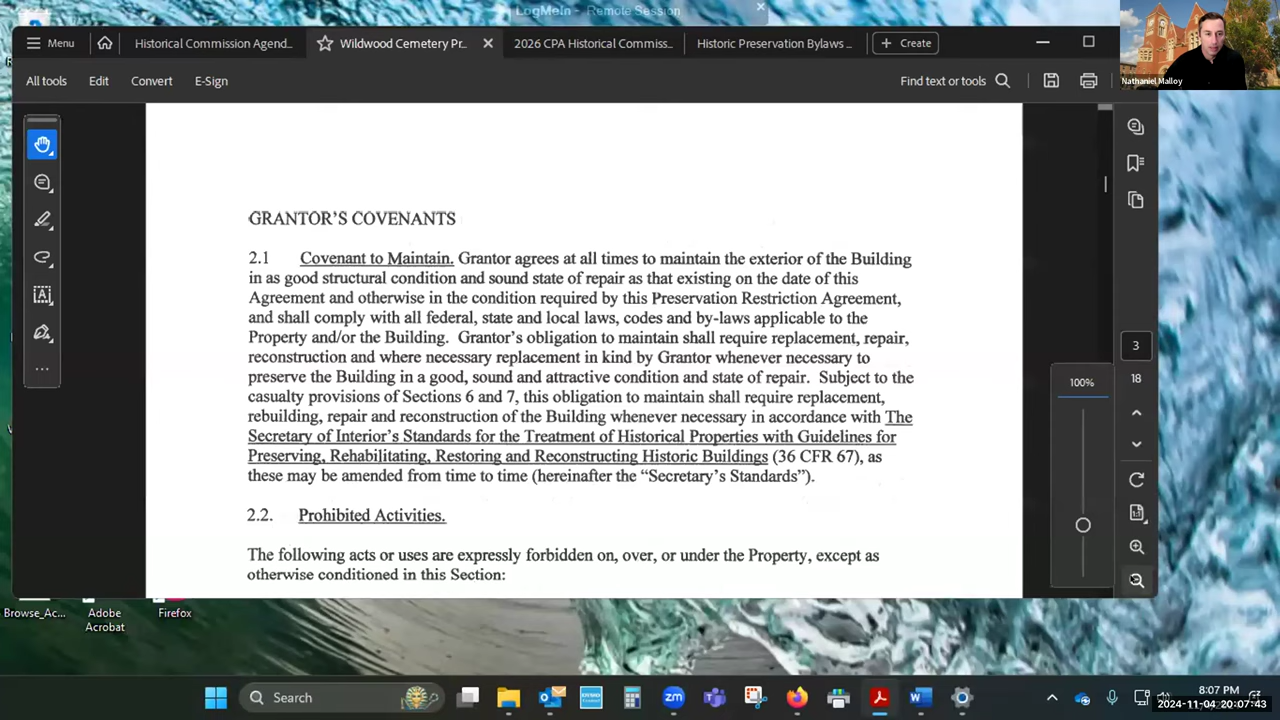 LogMeIn - Remote Session
Menu
Historical Commission Agend...
Wildwood Cemetery Pr...
2026 CPA Historical Commiss...
Historic Preservation Bylaws ...
Create
All tools
Edit
Convert
E-Sign
Find text or tools
Nathaniel Malloy
GRANTOR'S COVENANTS
2.1 Covenant to Maintain. Grantor agrees at all times to maintain the exterior of the Building
in as good structural condition and sound state of repair as that existing on the date of this
Agreement and otherwise in the condition required by this Preservation Restriction Agreement,
and shall comply with all federal, state and local laws, codes and by-laws applicable to the
Property and/or the Building. Grantor's obligation to maintain shall require replacement, repair,
reconstruction and where necessary replacement in kind by Grantor whenever necessary to
preserve the Building in a good, sound and attractive condition and state of repair. Subject to the
casualty provisions of Sections 6 and 7, this obligation to maintain shall require replacement,
rebuilding, repair and reconstruction of the Building whenever necessary in accordance with The
Secretary of Interior's Standards for the Treatment of Historical Properties with Guidelines for
Preserving, Rehabilitating, Restoring and Reconstructing Historic Buildings (36 CFR 67), as
these may be amended from time to time (hereinafter the “Secretary's Standards”).
2.2. Prohibited Activities.
The following acts or uses are expressly forbidden on, over, or under the Property, except as
otherwise conditioned in this Section:
3
18
100%
Browse_Ac...
Adobe
Acrobat
Firefox
Search
zm
8:07 PM
2024-11-04 20:07:43